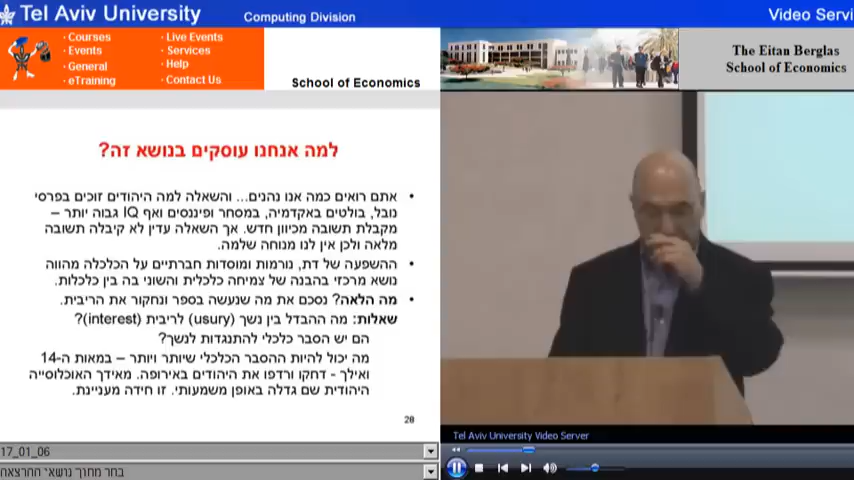 Tel Aviv University
Computing Division
Video Servi
· Courses
· Events
· General
· eTraining
· Live Events
· Services
· Help
· Contact Us
School of Economics
The Eitan Berglas
School of Economics
למה אנחנו עוסקים בנושא זה?
• אתם רואים כמה אנו נהנים... והשאלה למה היהודים זוכים בפרסי
נובל, בולטים באקדמיה, במסחר ופיננסים ואף IQ גבוה יותר –
מקבלת תשובה מכיוון חדש. אך השאלה עדין לא קיבלה תשובה
מלאה ולכן אין לנו מנוחה שלמה.
• ההשפעה של דת, נורמות ומוסדות חברתיים על הכלכלה מהווה
נושא מרכזי בהבנה של צמיחה כלכלית והשוני בה בין כלכלות.
• מה הלאה? נסכם את מה שנעשה בספר ונחקור את הריבית.
שאלות: מה ההבדל בין נשך (usury) לריבית (interest)?
הם יש הסבר כלכלי להתנגדות לנשך?
מה יכול להיות ההסבר הכלכלי שיותר ויותר – במאות ה-14
ואילך - דחקו ורדפו את היהודים באירופה. מאידך האוכלוסייה
היהודית שם גדלה באופן משמעותי. זו חידה מעניינת.
28
Tel Aviv University Video Server
17_01_06
בחר מתוך נושאי ההרצאה